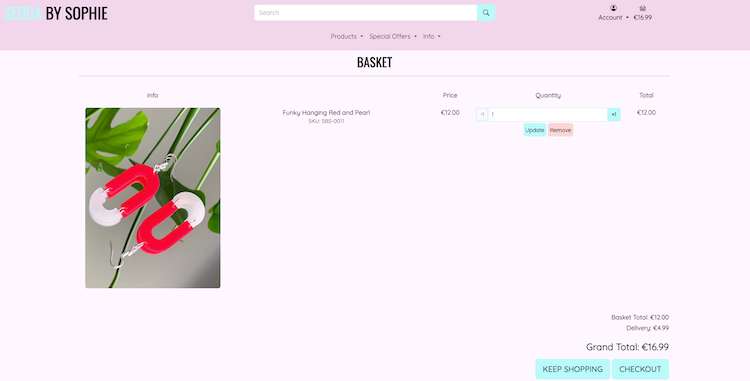 SEDDA BY SOPHIE
Search
Account
€16.99
Products
Special Offers
Info
BASKET
Info
Price
Quantity
Total
Funky Hanging Red and Pearl
SKU: SBS-0011
€12.00
-1
1
+1
€12.00
Update
Remove
Basket Total: €12.00
Delivery: €4.99
Grand Total: €16.99
KEEP SHOPPING
CHECKOUT